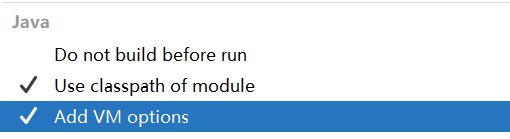 Java
Do not build before run
Use classpath of module
Add VM options